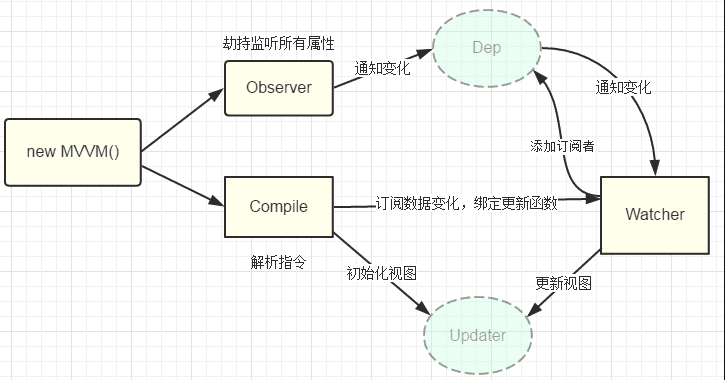 劫持监听所有属性
Dep
Observer
通知变化
通知变化
new MVVM()
添加订阅者
Compile
订阅数据变化，绑定更新函数
Watcher
解析指令
初始化视图
更新视图
Updater